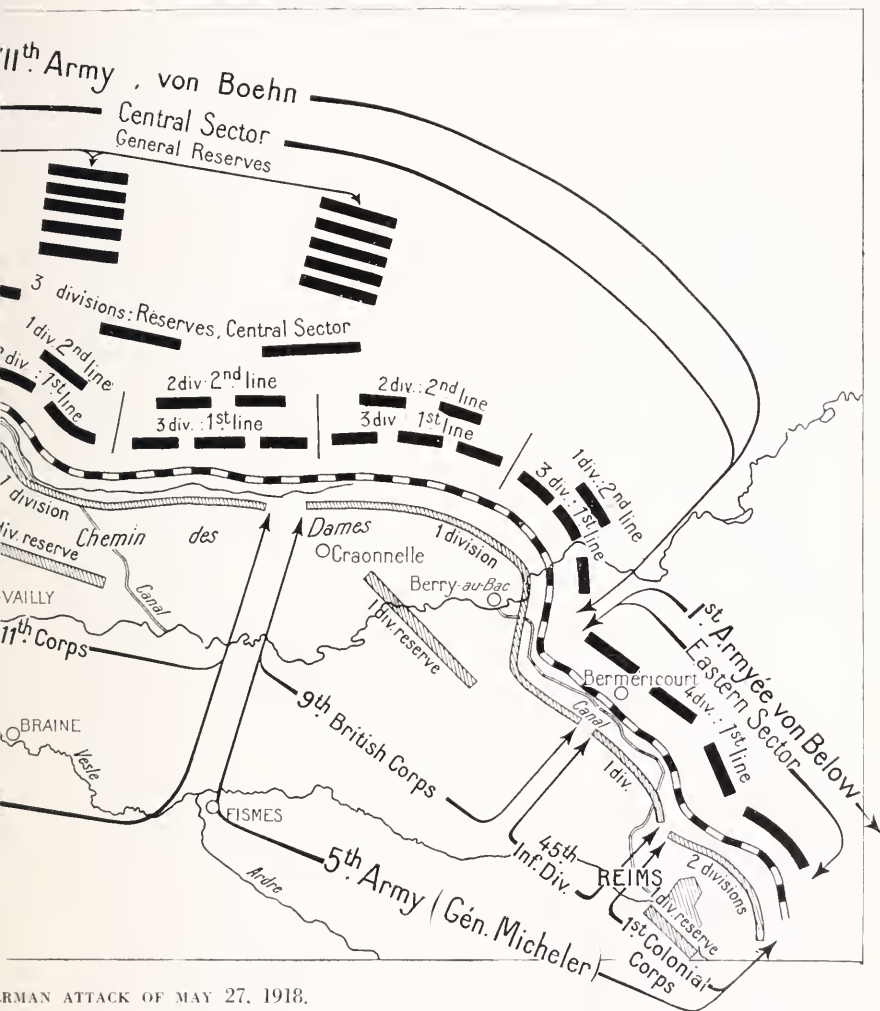 VIIth Army, von Boehn
Central Sector
General Reserves
3 divisions: Réserves, Central Sector
1 div. 2nd line
div.: 1st line
2 div. 2nd line
3 div.: 1st line
2 div.: 2nd line
3 div 1st line
1 div.: 2nd line
3 div.: 1st line
1 division
Chemin des Dames
1 division
div. reserve
Canal
Craonnelle
Berry-au-Bac
1 div. reserve
VAILLY
11th Corps
1st Armyée von Below
Eastern Sector
4 div.: 1st line
Berméricourt
9th British Corps
Canal
1 div.
BRAINE
Vesle
FISMES
45th
Inf. Div.
REIMS
2 divisions
1 div. reserve
Ardre
5th Army (Gén. Micheler)
1st Colonial
Corps
RMAN ATTACK OF MAY 27, 1918.